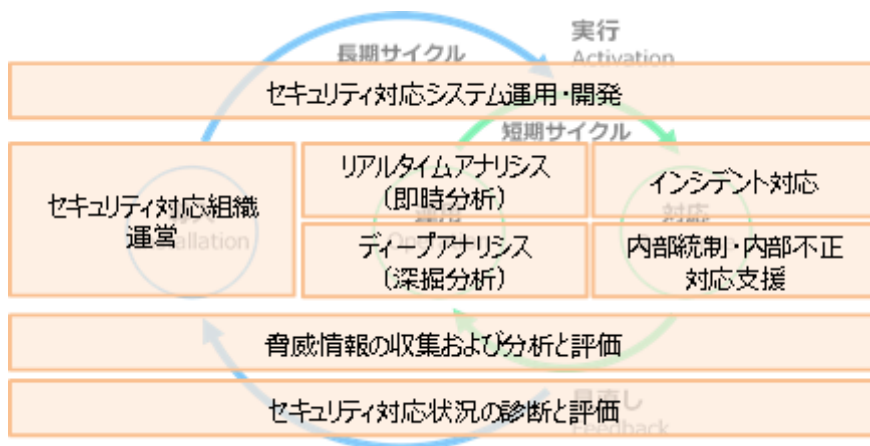 実行
長期サイクル
Activation
セキュリティ対応システム運用・開発
短期サイクル
セキュリティ対応組織
運営
allation
リアルタイムアナリシス
(即時分析)
インシデント対応
対応
ディープアナリシス
(深掘分析)
内部統制・内部不正
対応支援
脅威情報の収集および分析と評価
セキュリティ対応状況の診断と評価
見直し
Feedback